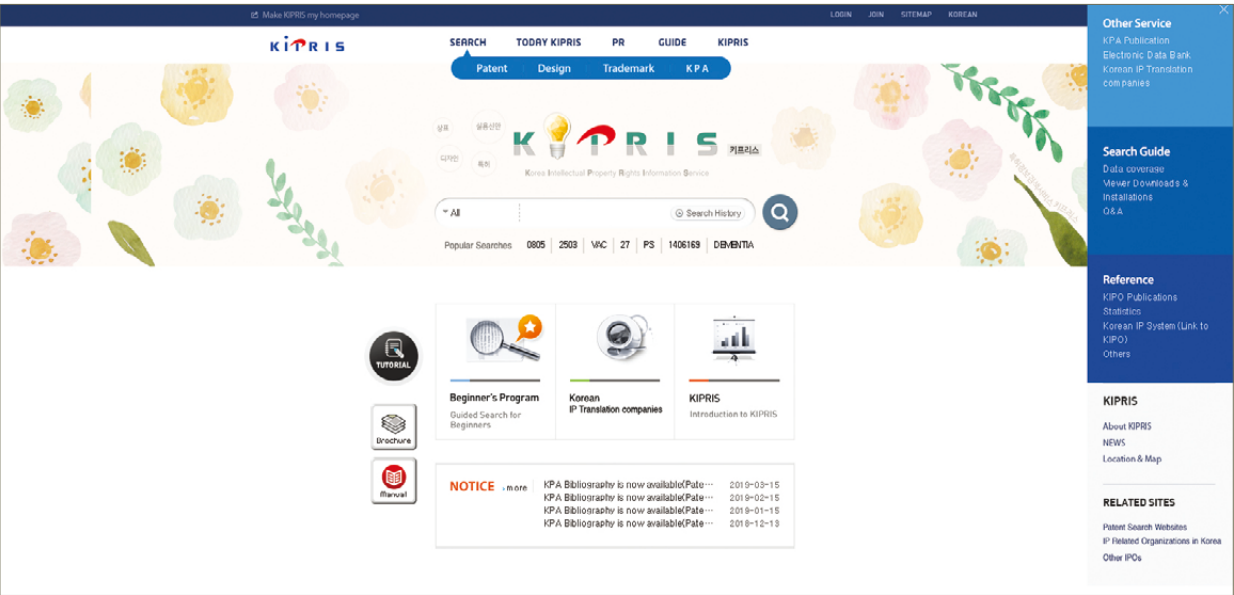 Make KIPRIS my homepage
LOGIN JOIN SITEMAP KOREAN
KIPRIS
SEARCH TODAY KIPRIS PR GUIDE KIPRIS
Patent Design Trademark KPA
상표 실용신안
디자인 특허
KIPRIS 키프리스
Korea Intellectual Property Rights Information Service
All Search History
Popular Searches 0805 2503 VAC 27 PS 1406169 DEMENTIA
TUTORIAL
Brochure
Manual
Beginner's Program
Guided Search for
Beginners
Korean
IP Translation companies
KIPRIS
Introduction to KIPRIS
NOTICE more
KPA Bibliography is now available(Pate··· 2019-03-15
KPA Bibliography is now available(Pate··· 2019-02-15
KPA Bibliography is now available(Pate··· 2019-01-15
KPA Bibliography is now available(Pate··· 2018-12-13
Other Service
KPA Publication
Electronic Data Bank
Korean IP Translation
companies
Search Guide
Data coverage
Viewer Downloads &
Installations
Q&A
Reference
KIPO Publications
Statistics
Korean IP System (Link to
KIPO)
Others
KIPRIS
About KIPRIS
NEWS
Location & Map
RELATED SITES
Patent Search Websites
IP Related Organizations in Korea
Other IPOs